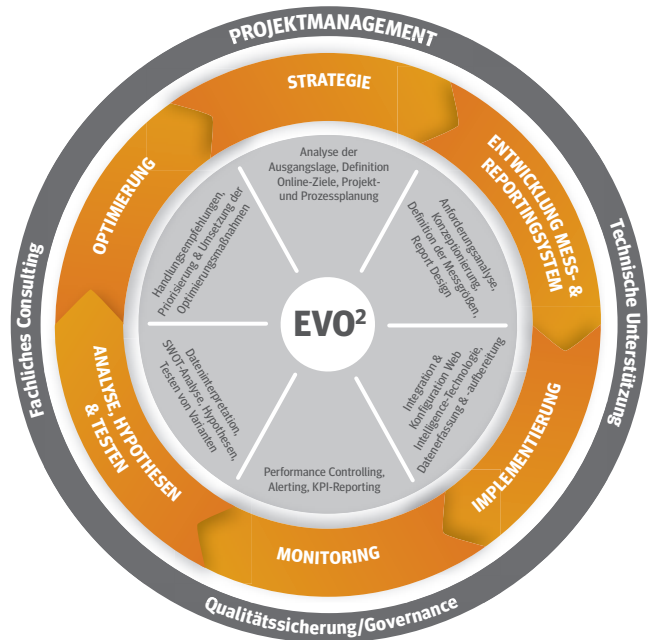 PROJEKTMANAGEMENT
STRATEGIE
ENTWICKLUNG MESS- &
REPORTINGSYSTEM
IMPLEMENTIERUNG
MONITORING
ANALYSE, HYPOTHESEN
& TESTEN
OPTIMIERUNG
Technische Unterstützung
Qualitätssicherung/Governance
Fachliches Consulting
Analyse der
Ausgangslage, Definition
Online-Ziele, Projekt-
und Prozessplanung
Anforderungsanalyse,
Konzeptionierung,
Definition der Messgrößen,
Report Design
Integration &
Konfiguration Web
Intelligence-Technologie,
Datenerfassung & -aufbereitung
Performance Controlling,
Alerting, KPI-Reporting
Dateninterpretation,
SWOT-Analyse, Hypothesen,
Testen von Varianten
Handlungsempfehlungen,
Priorisierung & Umsetzung der
Optimierungsmaßnahmen
EVO²